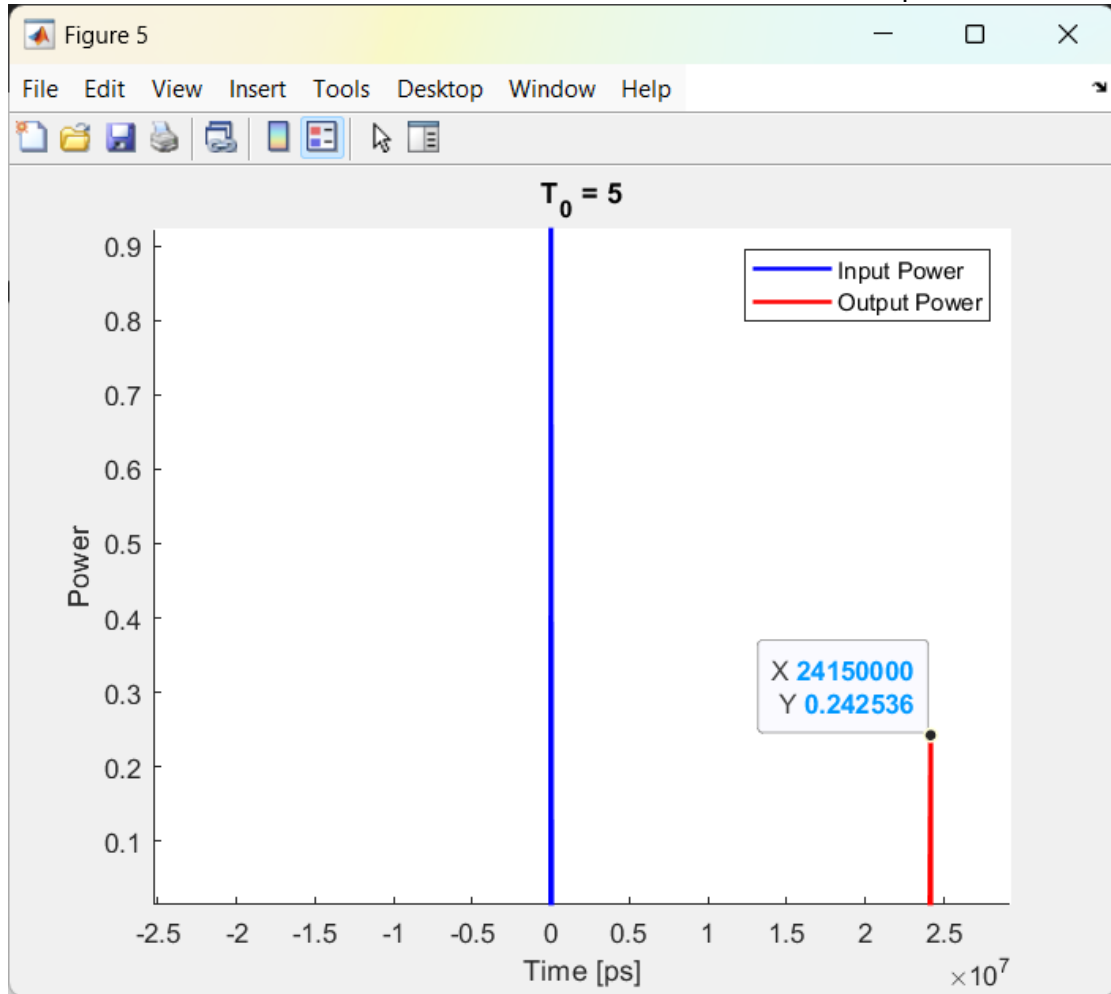 Figure 5
File Edit View Insert Tools Desktop Window Help
T0 = 5
0.9
0.8
0.7
0.6
0.5
0.4
0.3
0.2
0.1
Power
Input Power
Output Power
X 24150000
Y 0.242536
-2.5 -2 -1.5 -1 -0.5 0 0.5 1 1.5 2 2.5
Time [ps]
×10^7